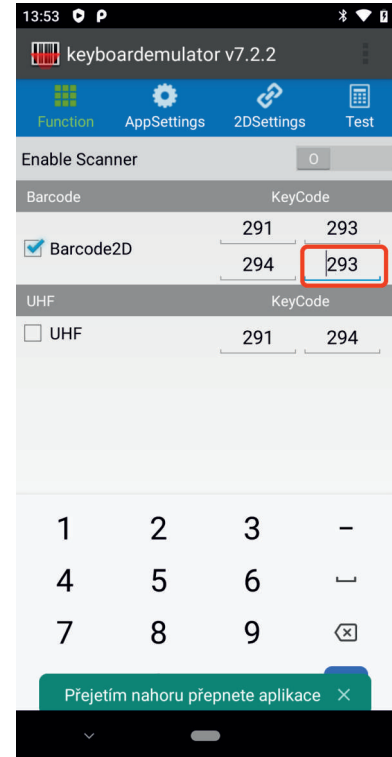 13:53
keyboardemulator v7.2.2
Function AppSettings 2DSettings Test
Enable Scanner O
Barcode KeyCode
291 293
Barcode2D
294 293
UHF KeyCode
UHF 291 294
1 2 3 -
4 5 6
7 8 9
Přejetím nahoru přepnete aplikace